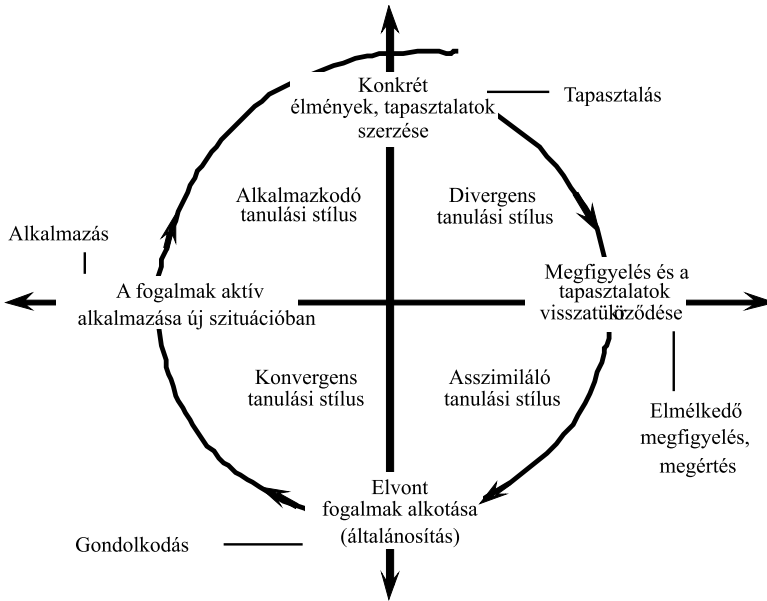 Konkrét
élmények, tapasztalatok
szerzése
Tapasztalás
Alkalmazkodó
tanulási stílus
Divergens
tanulási stílus
Alkalmazás
A fogalmak aktív
alkalmazása új szituációban
Megfigyelés és a
tapasztalatok
visszatükröződése
Konvergens
tanulási stílus
Asszimiláló
tanulási stílus
Elmélkedő
megfigyelés,
megértés
Elvont
fogalmak alkotása
(általánosítás)
Gondolkodás